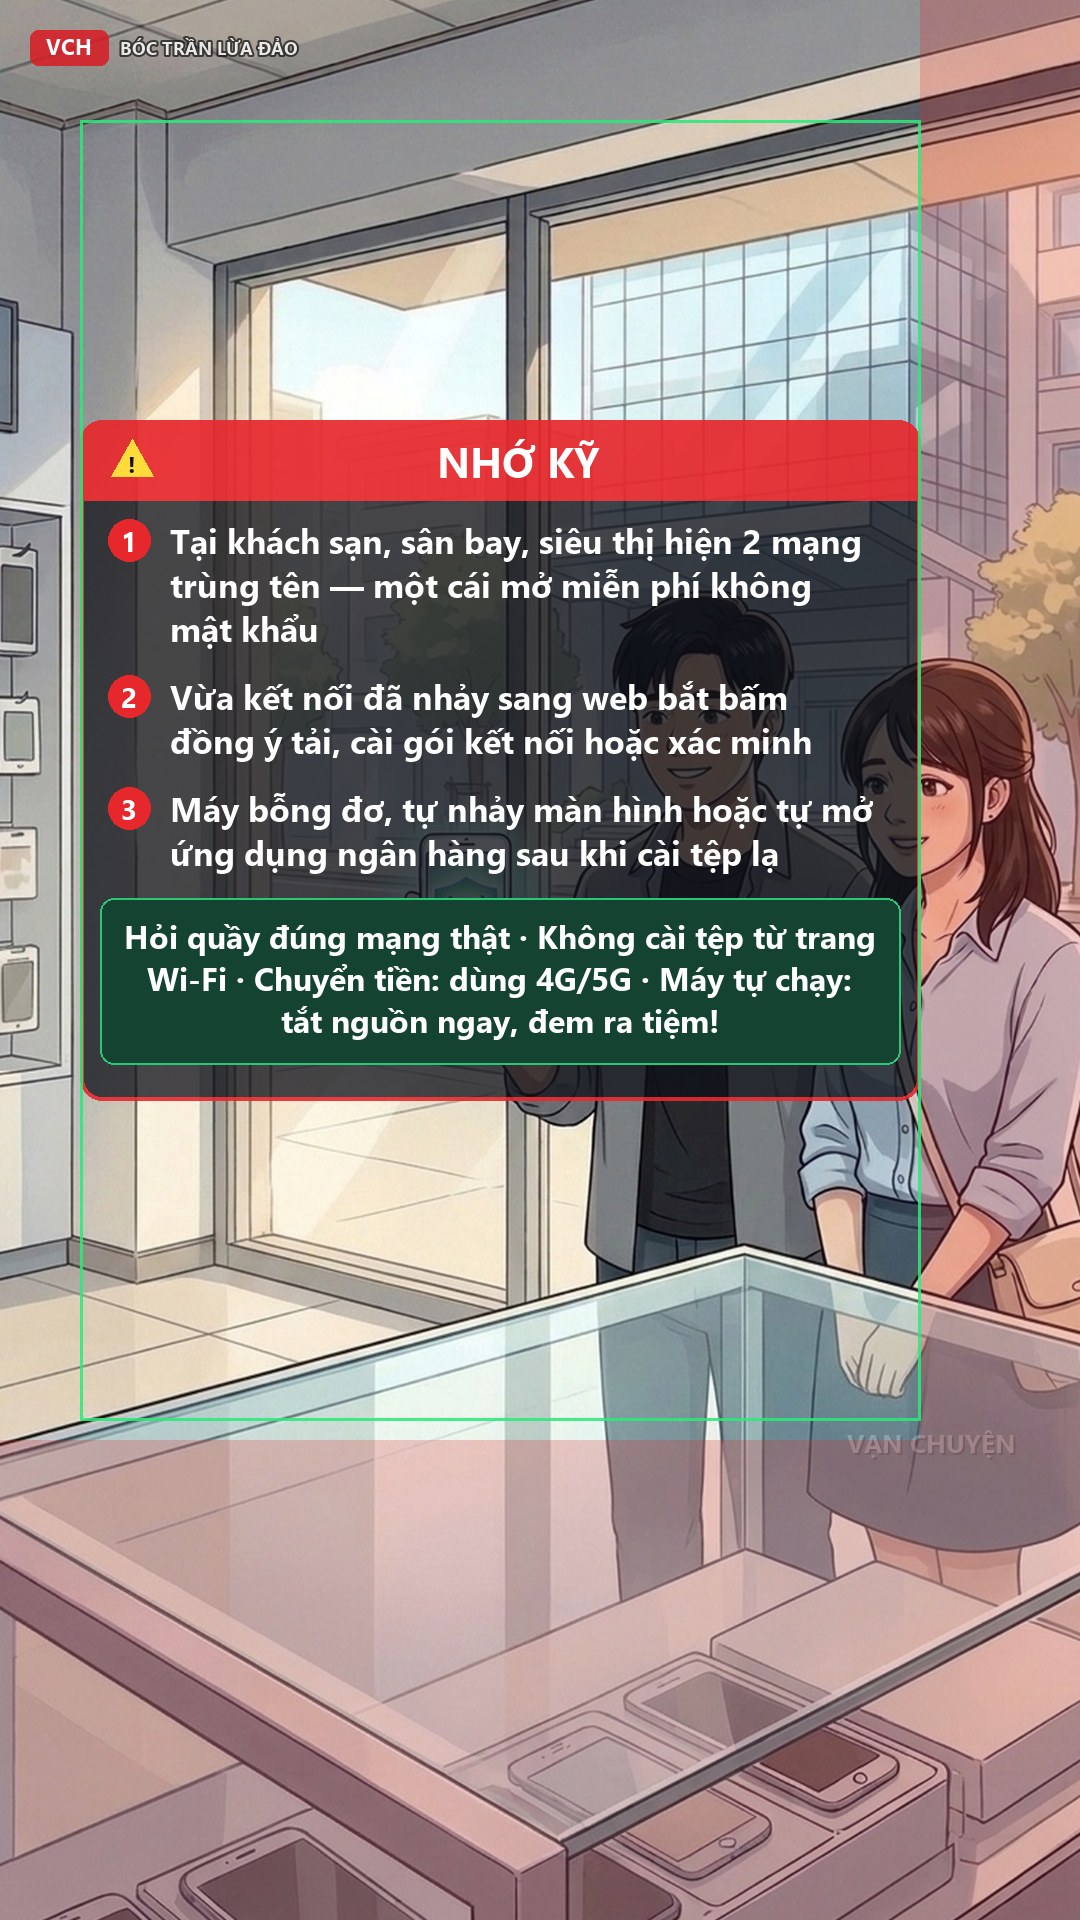 VCH BÓC TRẦN LỪA ĐẢO
NHỚ KỸ
1 Tại khách sạn, sân bay, siêu thị hiện 2 mạng
trùng tên — một cái mở miễn phí không
mật khẩu
2 Vừa kết nối đã nhảy sang web bắt bấm
đồng ý tải, cài gói kết nối hoặc xác minh
3 Máy bỗng đơ, tự nhảy màn hình hoặc tự mở
ứng dụng ngân hàng sau khi cài tệp lạ
Hỏi quầy đúng mạng thật · Không cài tệp từ trang
Wi-Fi · Chuyển tiền: dùng 4G/5G · Máy tự chạy:
tắt nguồn ngay, đem ra tiệm!
VẠN CHUYỆN